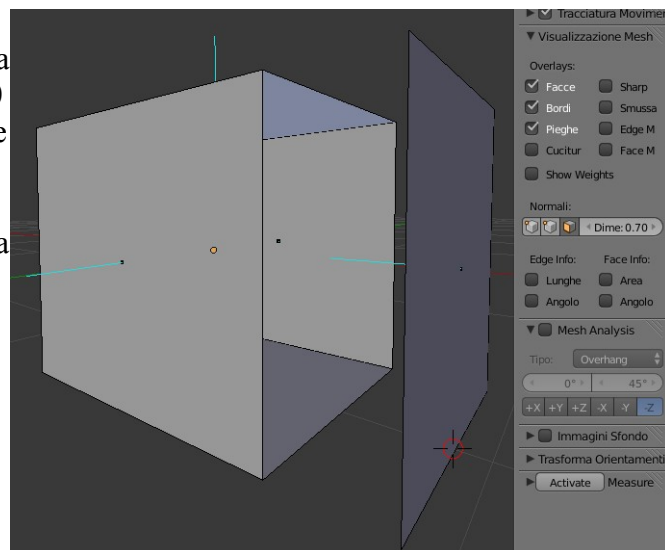 a
)
e
a
Tracciatura Movimen
Visualizzazione Mesh
Overlays:
Facce Sharp
Bordi Smussa
Pieghe Edge M
Cucitur Face M
Show Weights
Normali:
Dime: 0.70
Edge Info: Face Info:
Lunghe Area
Angolo Angolo
Mesh Analysis
Tipo: Overhang
0° 45°
+X +Y +Z -X -Y -Z
Immagini Sfondo
Trasforma Orientamenti
Activate Measure